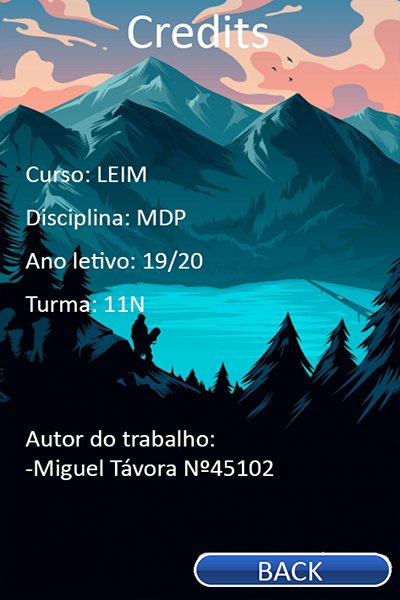 Credits
Curso: LEIM
Disciplina: MDP
Ano letivo: 19/20
Turma: 11N
Autor do trabalho:
-Miguel Távora Nº45102
BACK